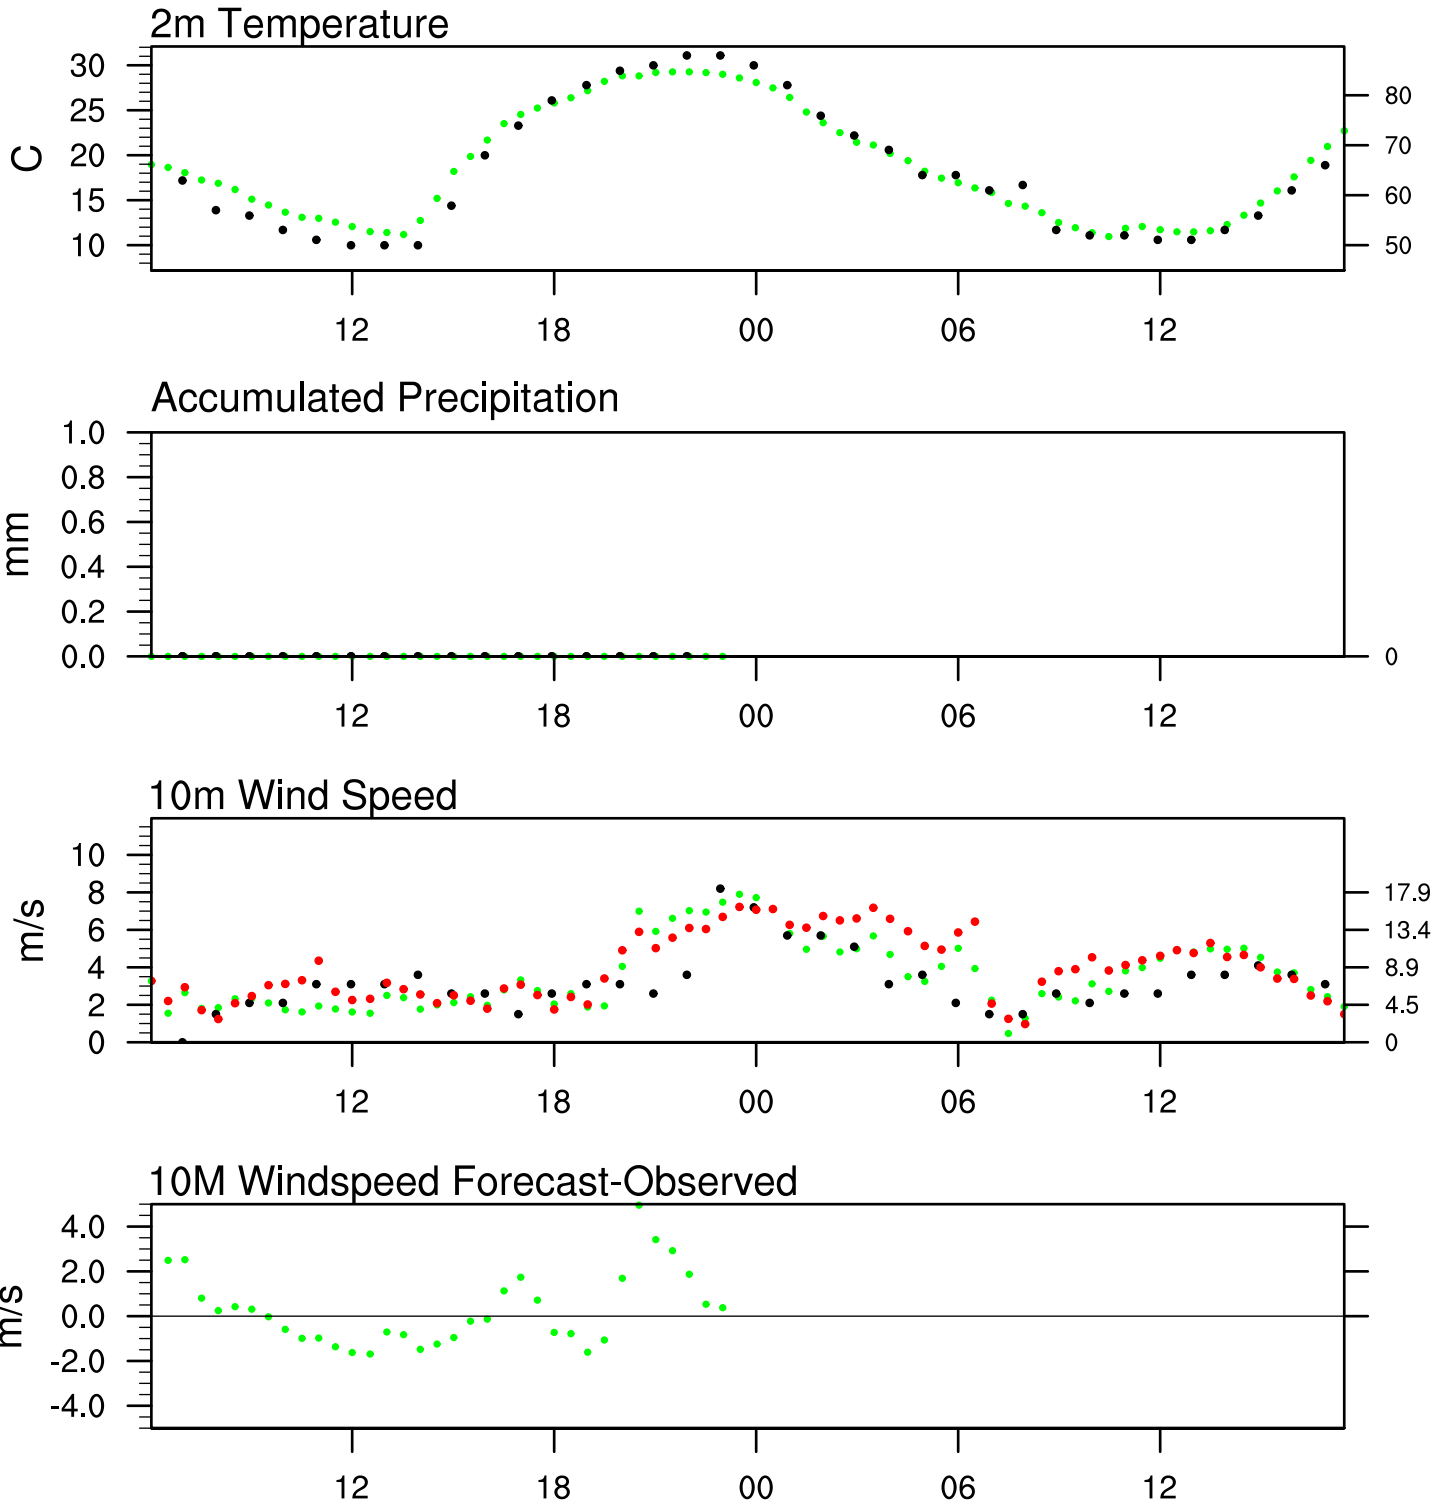 2m Temperature
30
25
20
15
10
C
80
70
60
50
12 18 00 06 12
Accumulated Precipitation
1.0
0.8
0.6
0.4
0.2
0.0
mm
0
12 18 00 06 12
10m Wind Speed
10
8
6
4
2
0
m/s
17.9
13.4
8.9
4.5
0
12 18 00 06 12
10M Windspeed Forecast-Observed
4.0
2.0
0.0
-2.0
-4.0
m/s
12 18 00 06 12